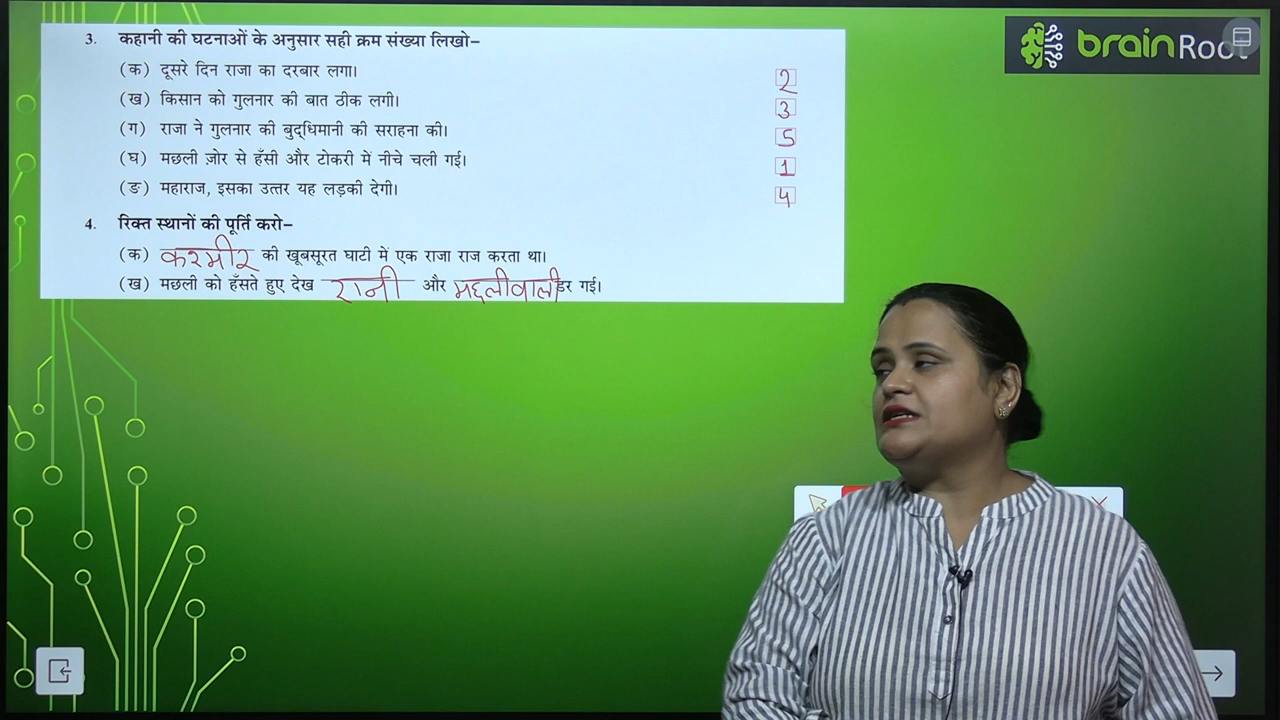 brainRoot
3. कहानी की घटनाओं के अनुसार सही क्रम संख्या लिखो–
(क) दूसरे दिन राजा का दरबार लगा। 2
(ख) किसान को गुलनार की बात ठीक लगी। 3
(ग) राजा ने गुलनार की बुद्धिमानी की सराहना की। 5
(घ) मछली ज़ोर से हँसी और टोकरी में नीचे चली गई। 1
(ङ) महाराज, इसका उत्तर यह लड़की देगी। 4
4. रिक्त स्थानों की पूर्ति करो–
(क) कश्मीर की खूबसूरत घाटी में एक राजा राज करता था।
(ख) मछली को हँसते हुए देख रानी और मछलीवाली डर गई।